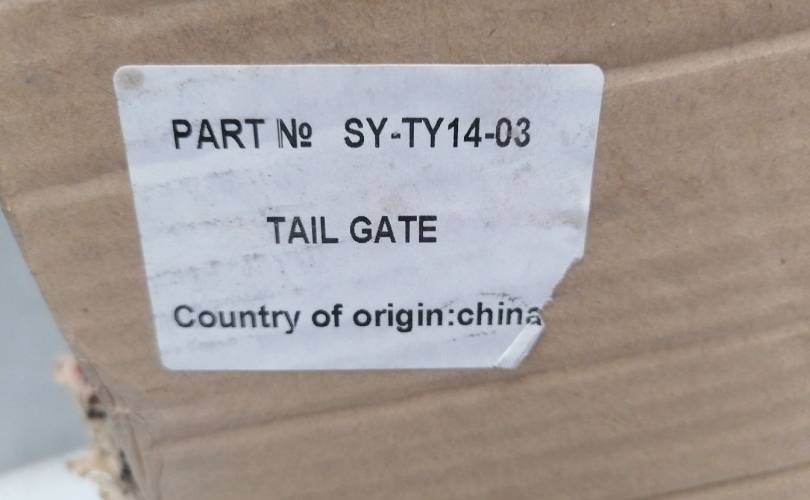 PART № SY-TY14-03
TAIL GATE
Country of origin:china